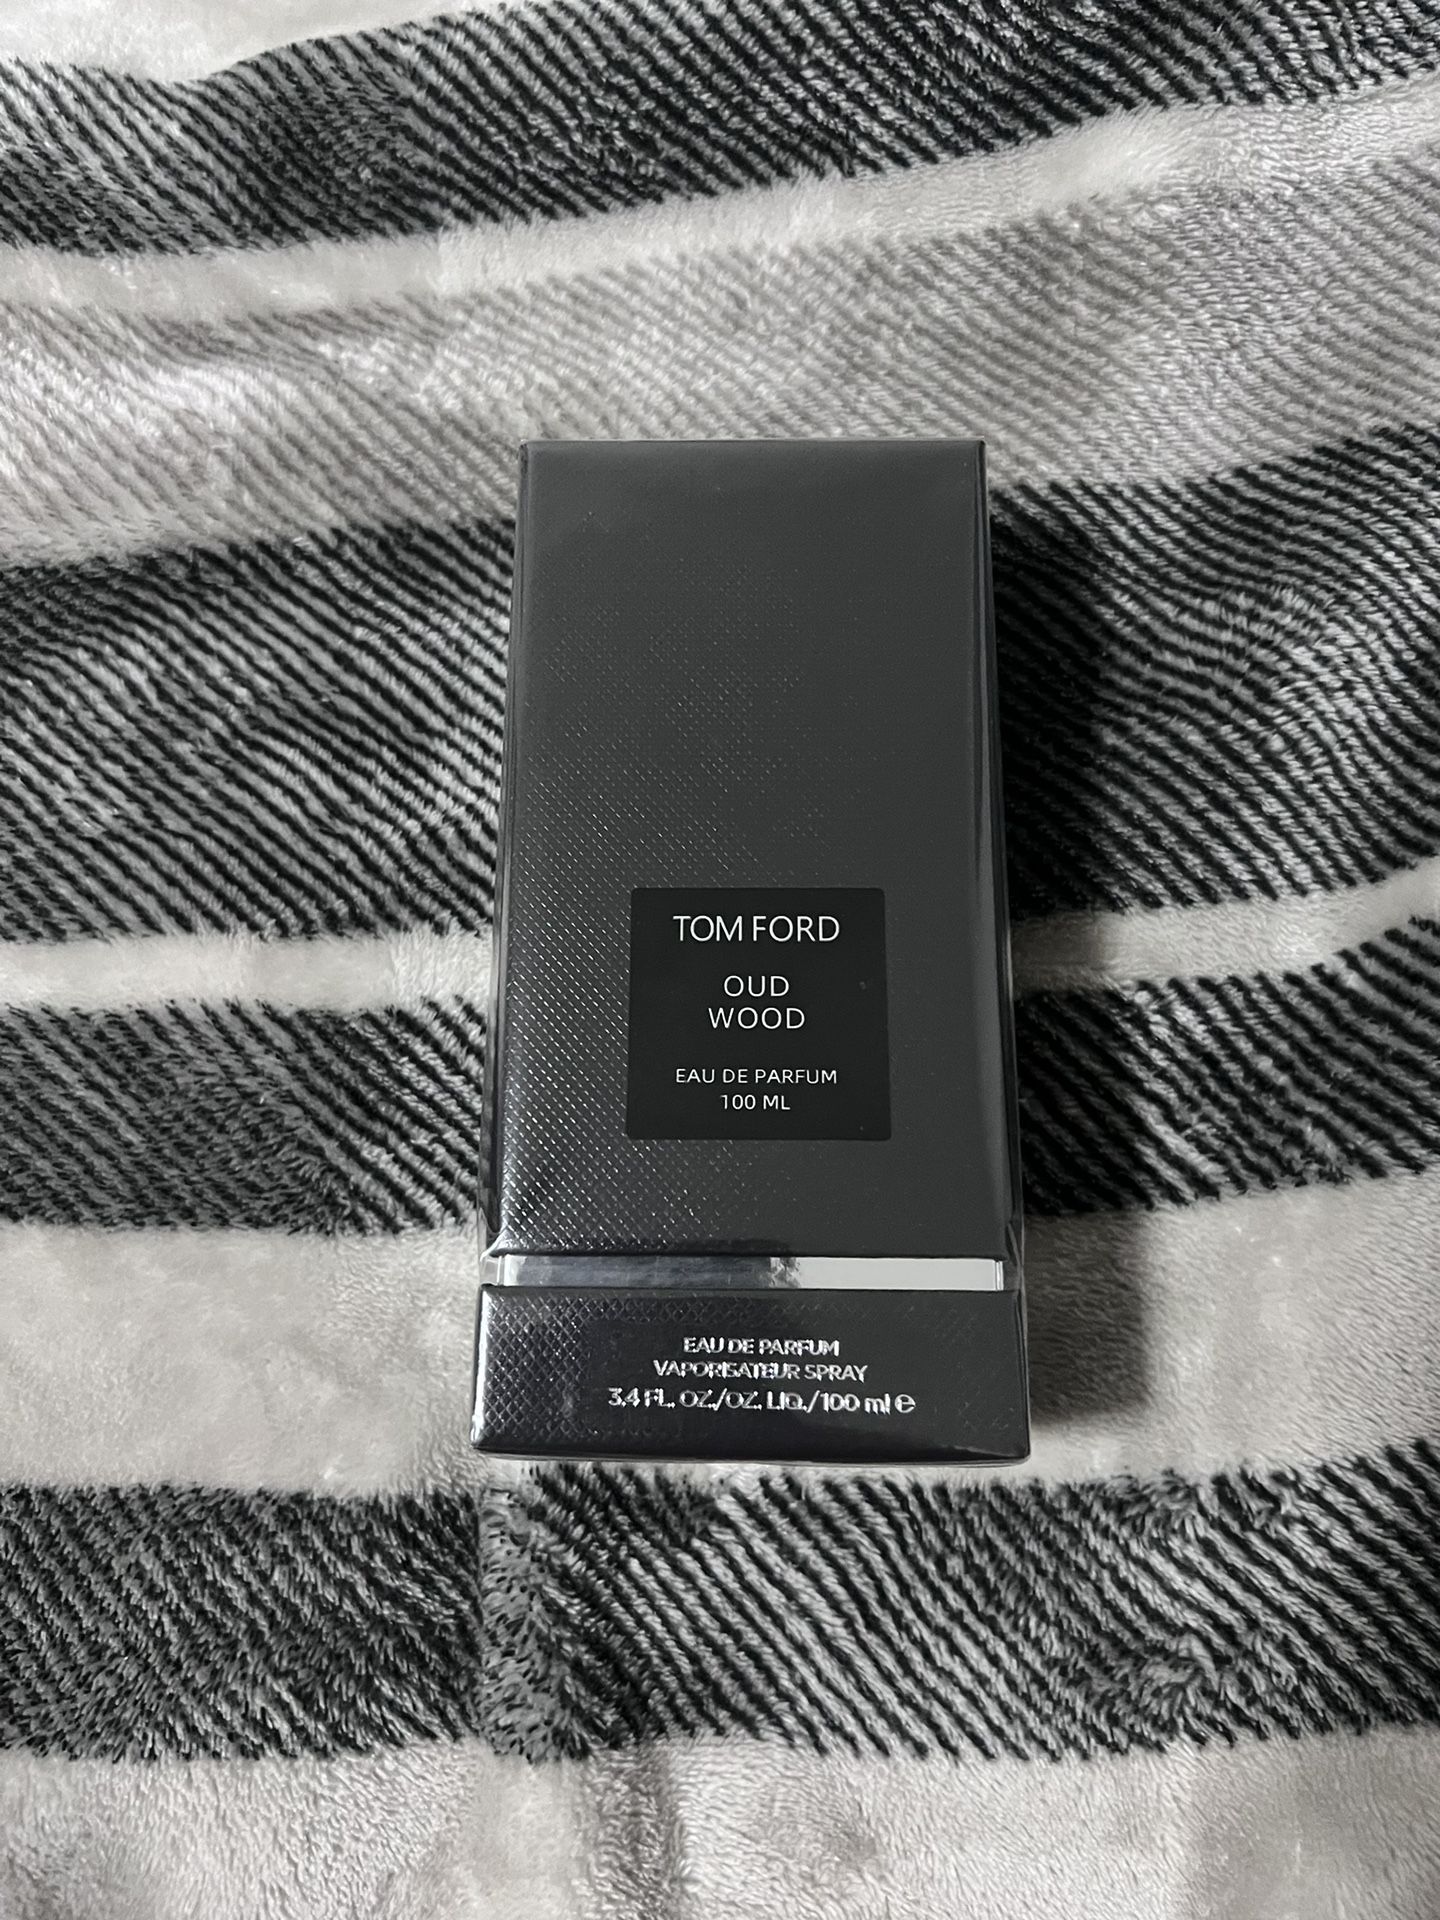 TOM FORD
OUD
WOOD
EAU DE PARFUM
100 ML
EAU DE PARFUM
VAPORISATEUR SPRAY
3.4 FL. OZ./OZ. LIQ./100 ml ℮